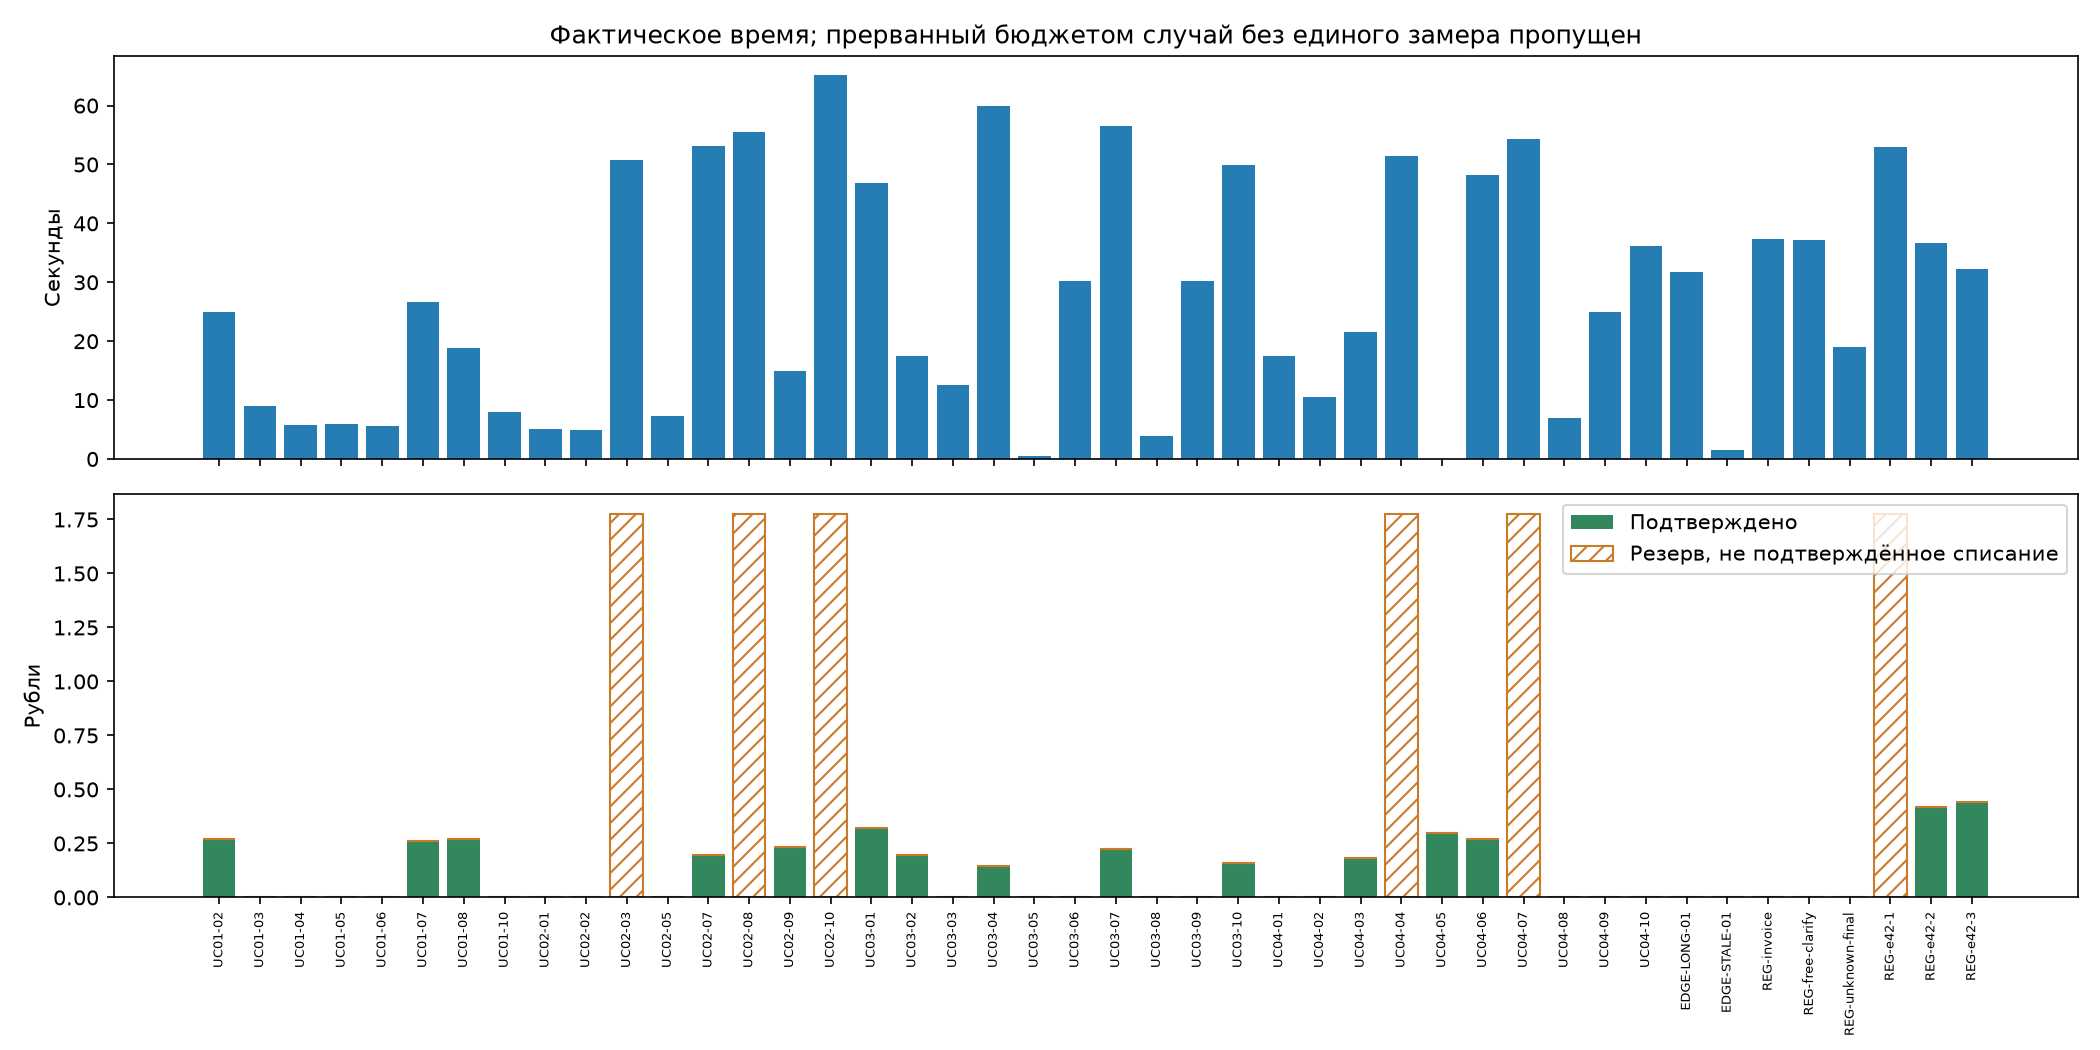 Фактическое время; прерванный бюджетом случай без единого замера пропущен
Секунды
60
50
40
30
20
10
0
Рубли
1.75
1.50
1.25
1.00
0.75
0.50
0.25
0.00
Подтверждено
Резерв, не подтверждённое списание
UC01-02
UC01-03
UC01-04
UC01-05
UC01-06
UC01-07
UC01-08
UC01-10
UC02-01
UC02-02
UC02-03
UC02-05
UC02-07
UC02-08
UC02-09
UC02-10
UC03-01
UC03-02
UC03-03
UC03-04
UC03-05
UC03-06
UC03-07
UC03-08
UC03-09
UC03-10
UC04-01
UC04-02
UC04-03
UC04-04
UC04-05
UC04-06
UC04-07
UC04-08
UC04-09
UC04-10
EDGE-LONG-01
EDGE-STALE-01
REG-invoice
REG-free-clarify
REG-unknown-final
REG-e42-1
REG-e42-2
REG-e42-3